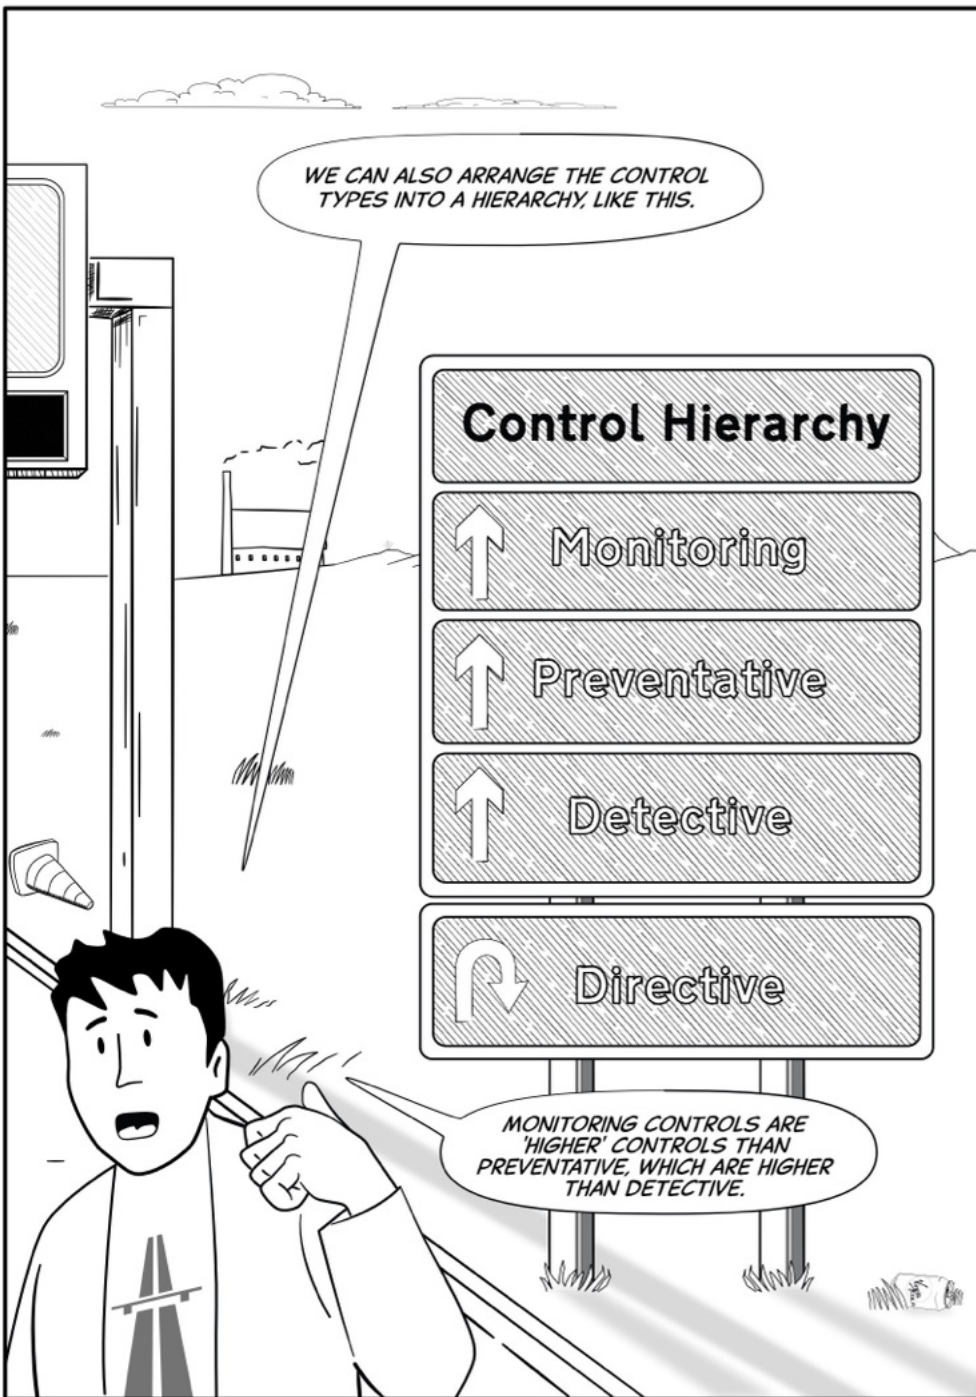 WE CAN ALSO ARRANGE THE CONTROL
TYPES INTO A HIERARCHY, LIKE THIS.
Control Hierarchy
Monitoring
Preventative
Detective
Directive
MONITORING CONTROLS ARE
'HIGHER' CONTROLS THAN
PREVENTATIVE, WHICH ARE HIGHER
THAN DETECTIVE.